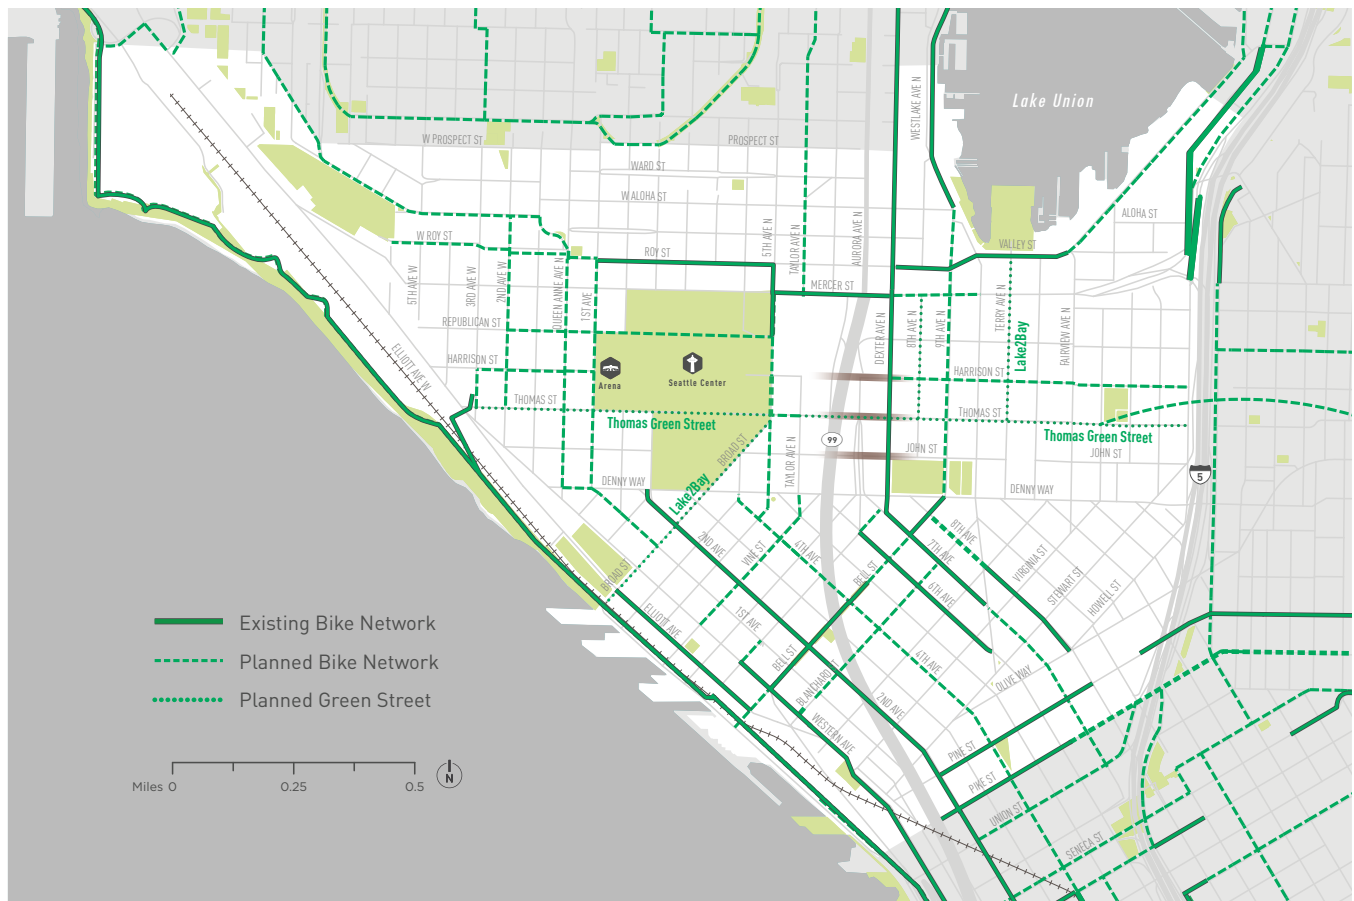 Lake Union
WESTLAKE AVE N
W PROSPECT ST
PROSPECT ST
WARD ST
W ALOHA ST
ALOHA ST
W ROY ST
ROY ST
VALLEY ST
5TH AVE N
TAYLOR AVE N
AURORA AVE N
MERCER ST
5TH AVE W
3RD AVE W
2ND AVE W
QUEEN ANNE AVE N
1ST AVE
DEXTER AVE N
8TH AVE N
9TH AVE N
TERRY AVE N
Lake2Bay
FAIRVIEW AVE N
REPUBLICAN ST
HARRISON ST
ELLIOTT AVE W
Arena
Seattle Center
HARRISON ST
THOMAS ST
THOMAS ST
Thomas Green Street
Thomas Green Street
BROAD ST
TAYLOR AVE N
99
JOHN ST
JOHN ST
DENNY WAY
DENNY WAY
5
Lake2Bay
2ND AVE
VINE ST
4TH AVE
8TH AVE
7TH AVE
6TH AVE
VIRGINIA ST
STEWART ST
HOWELL ST
BELL ST
BROAD ST
ELLIOTT AVE
1ST AVE
BELL ST
BLANCHARD ST
4TH AVE
OLIVE WAY
2ND AVE
WESTERN AVE
PINE ST
PIKE ST
UNION ST
SENECA ST
Existing Bike Network
Planned Bike Network
Planned Green Street
Miles 0 0.25 0.5
N